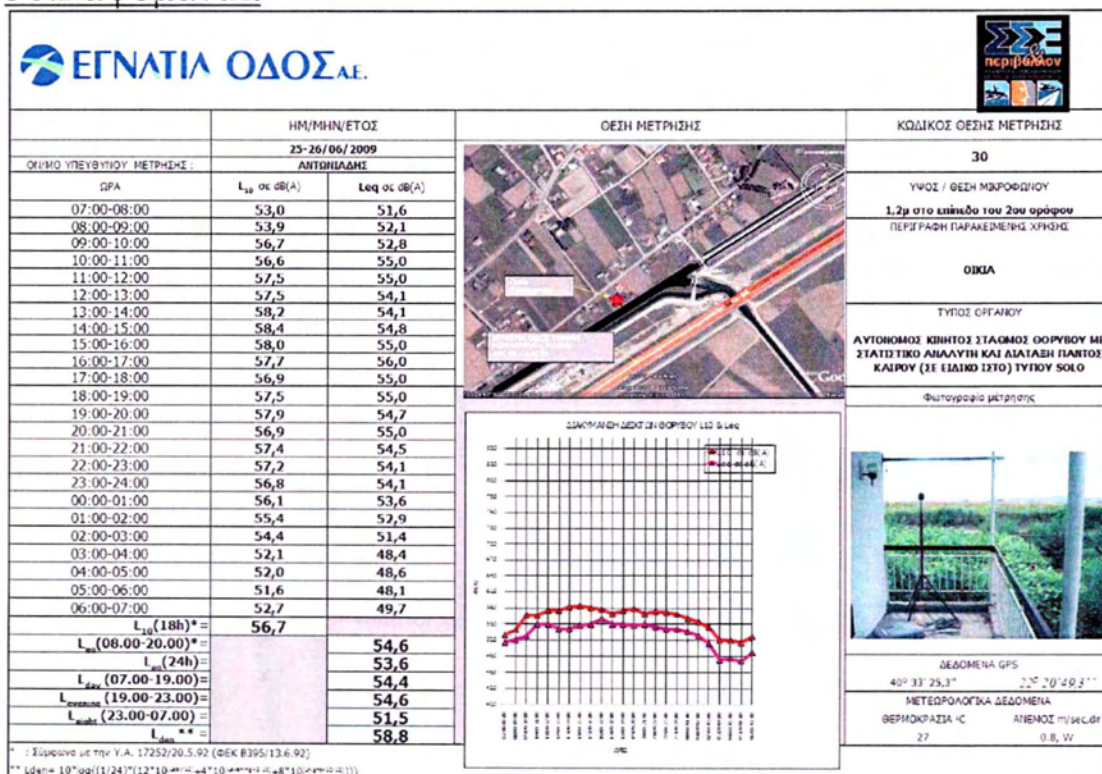 ΕΓΝΑΤΙΑ ΟΔΟΣ Α.Ε.
ΣΣΕ
&
περιβάλλον
ΗΜ/ΜΗΝ/ΕΤΟΣ
ΘΕΣΗ ΜΕΤΡΗΣΗΣ
ΚΩΔΙΚΟΣ ΘΕΣΗΣ ΜΕΤΡΗΣΗΣ
25-26/06/2009
30
ΟΝ/ΜΟ ΥΠΕΥΘΥΝΟΥ ΜΕΤΡΗΣΗΣ : ΑΝΤΩΝΙΑΔΗΣ
ΩΡΑ L10 σε dB(A) Leq σε dB(A)
ΥΨΟΣ / ΘΕΣΗ ΜΙΚΡΟΦΩΝΟΥ
1,2μ στο επίπεδο του 2ου ορόφου
ΠΕΡΙΓΡΑΦΗ ΠΑΡΑΚΕΙΜΕΝΗΣ ΧΡΗΣΗΣ
ΟΙΚΙΑ
ΤΥΠΟΣ ΟΡΓΑΝΟΥ
ΑΥΤΟΝΟΜΟΣ ΚΙΝΗΤΟΣ ΣΤΑΘΜΟΣ ΘΟΡΥΒΟΥ ΜΕ
ΣΤΑΤΙΣΤΙΚΟ ΑΝΑΛΥΤΗ ΚΑΙ ΔΙΑΤΑΞΗ ΠΑΝΤΟΣ
ΚΑΙΡΟΥ (ΣΕ ΕΙΔΙΚΟ ΙΣΤΟ) ΤΥΠΟΥ SOLO
Φωτογραφία μέτρησης
07:00-08:00 53,0 51,6
08:00-09:00 53,9 52,1
09:00-10:00 56,7 52,8
10:00-11:00 56,6 55,0
11:00-12:00 57,5 55,0
12:00-13:00 57,5 54,1
13:00-14:00 58,2 54,1
14:00-15:00 58,4 54,8
15:00-16:00 58,0 55,0
16:00-17:00 57,7 56,0
17:00-18:00 56,9 55,0
18:00-19:00 57,5 55,0
19:00-20:00 57,9 54,7
20:00-21:00 56,9 55,0
21:00-22:00 57,4 54,5
22:00-23:00 57,2 54,1
23:00-24:00 56,8 54,1
00:00-01:00 56,1 53,6
01:00-02:00 55,4 52,9
02:00-03:00 54,4 51,4
03:00-04:00 52,1 48,4
04:00-05:00 52,0 48,6
05:00-06:00 51,6 48,1
06:00-07:00 52,7 49,7
L10(18h)*= 56,7
Leq(08.00-20.00)*= 54,6
Leq(24h)= 53,6
Lday (07.00-19.00)= 54,4
Levening (19.00-23.00)= 54,6
Lnight (23.00-07.00) = 51,5
Lden ** = 58,8
ΔΙΑΚΥΜΑΝΣΗ ΔΕΙΚΤΩΝ ΘΟΡΥΒΟΥ L10 & Leq
L10 σε dB(A)
Leq σε dB(A)
ΔΕΔΟΜΕΝΑ GPS
40º 33' 25,3" 22º 20'49,3''
ΜΕΤΕΩΡΟΛΟΓΙΚΑ ΔΕΔΟΜΕΝΑ
ΘΕΡΜΟΚΡΑΣΙΑ ºC ΑΝΕΜΟΣ m/sec.dr
27 0.8, W
* : Σύμφωνα με την Υ.Α. 17252/20.5.92 (ΦΕΚ Β395/13.6.92)